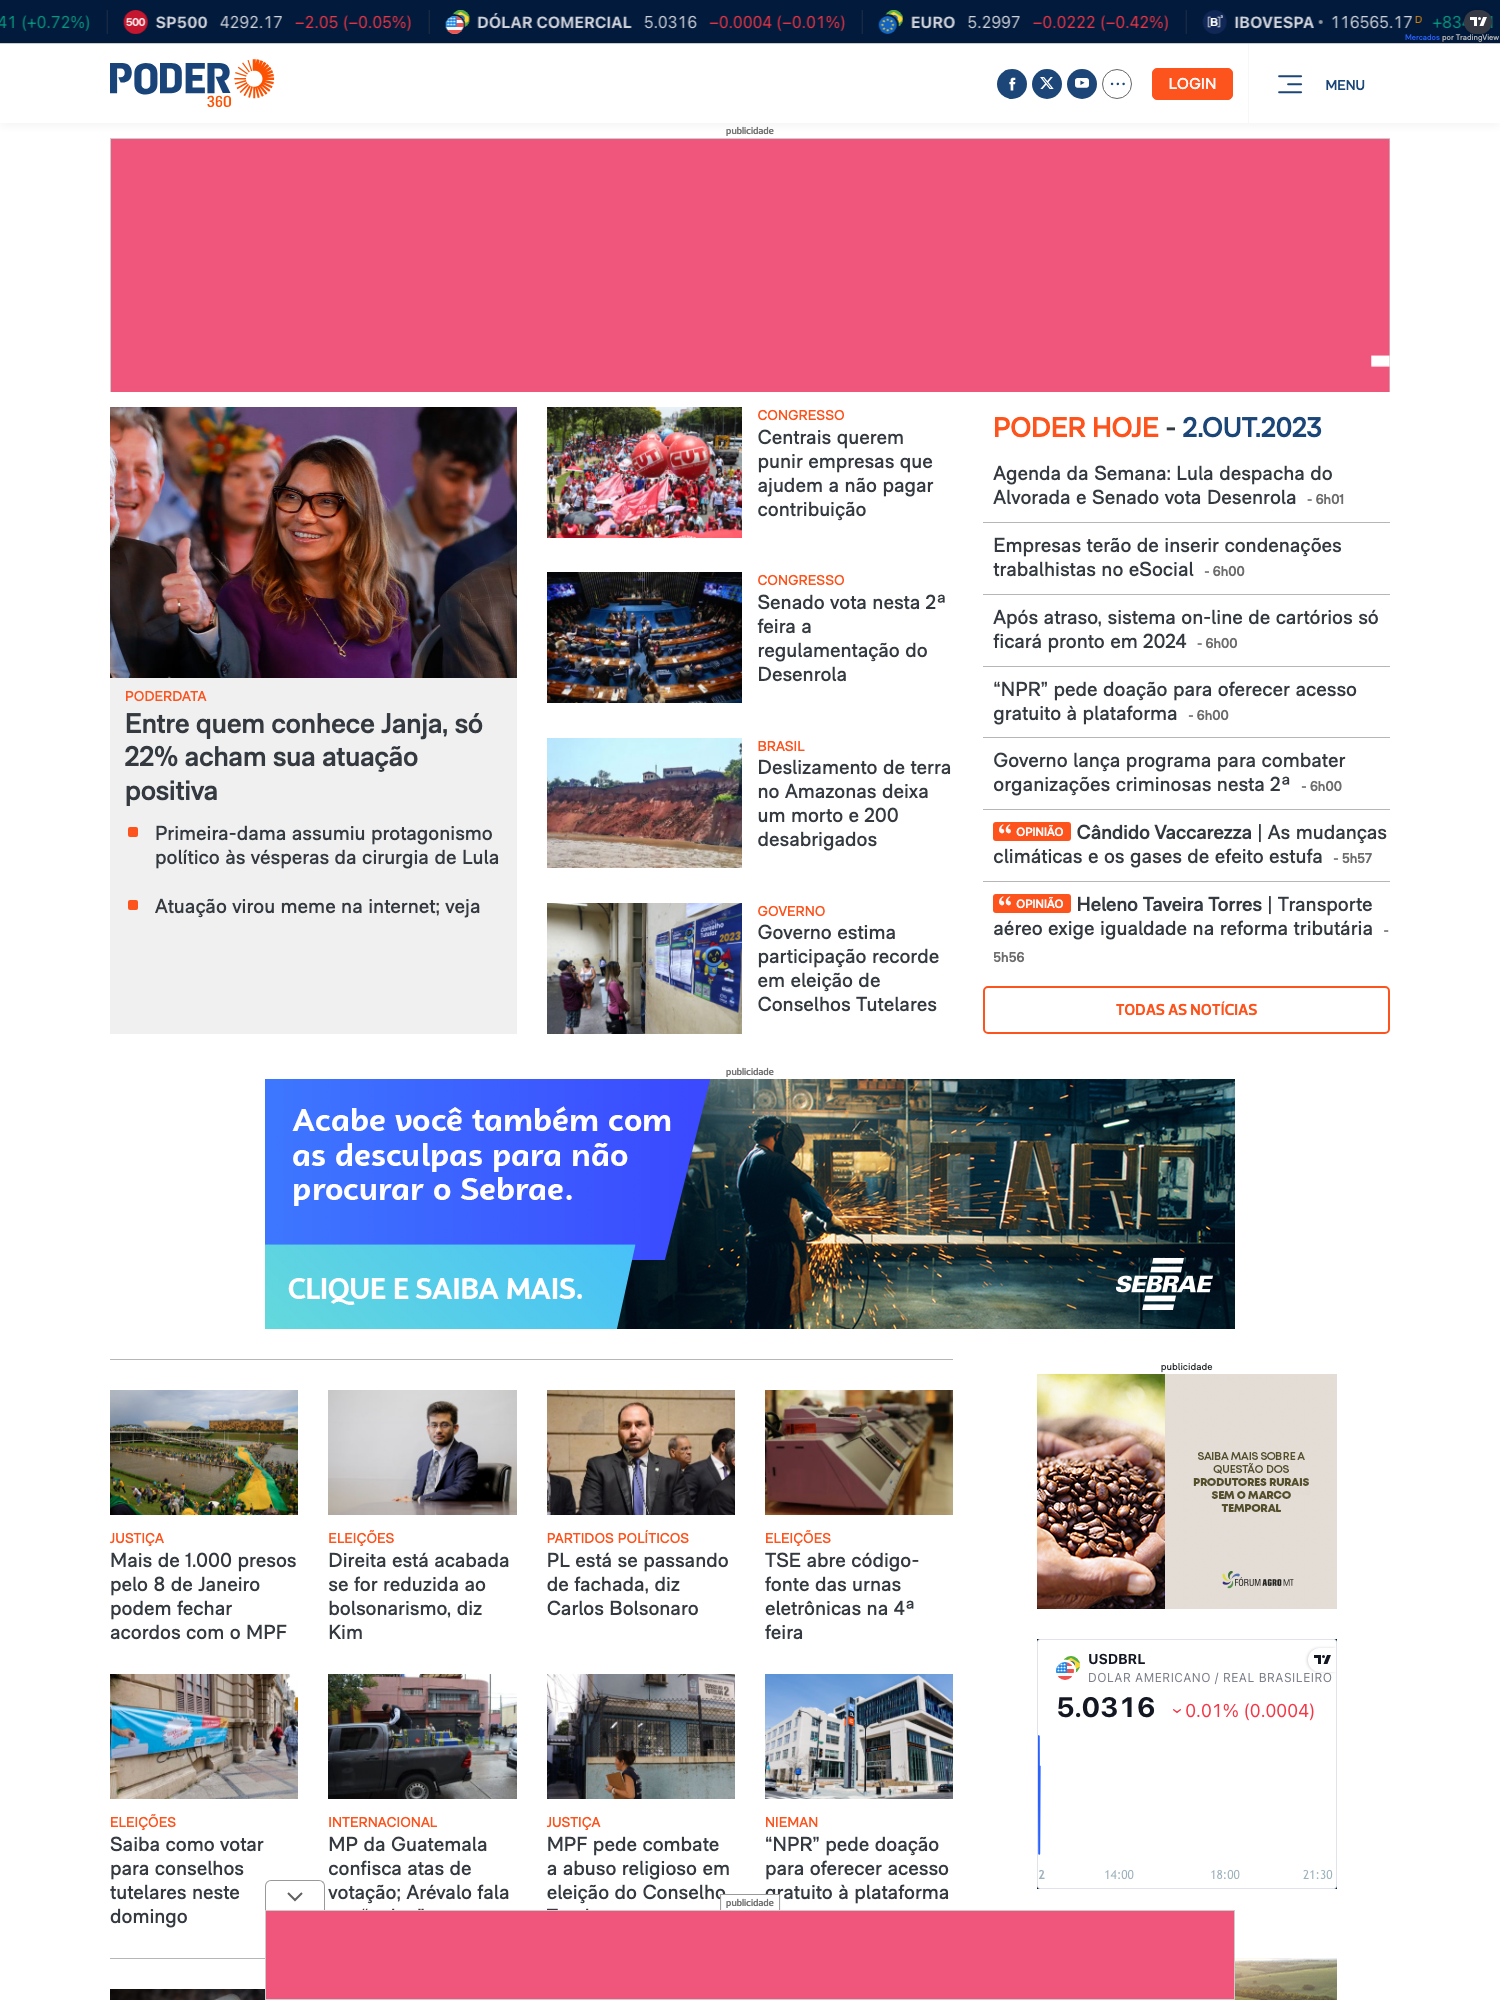 41 (+0.72%) SP500 4292.17 −2.05 (−0.05%) DÓLAR COMERCIAL 5.0316 −0.0004 (−0.01%) EURO 5.2997 −0.0222 (−0.42%) IBOVESPA 116565.17 D
Mercados por TradingView
PODER
360
LOGIN
MENU
publicidade
PODERDATA
Entre quem conhece Janja, só
22% acham sua atuação
positiva
Primeira-dama assumiu protagonismo
político às vésperas da cirurgia de Lula
Atuação virou meme na internet; veja
CUT
CUT
CONGRESSO
Centrais querem
punir empresas que
ajudem a não pagar
contribuição
CONGRESSO
Senado vota nesta 2ª
feira a
regulamentação do
Desenrola
BRASIL
Deslizamento de terra
no Amazonas deixa
um morto e 200
desabrigados
2023
GOVERNO
Governo estima
participação recorde
em eleição de
Conselhos Tutelares
PODER HOJE - 2.OUT.2023
Agenda da Semana: Lula despacha do
Alvorada e Senado vota Desenrola - 6h01
Empresas terão de inserir condenações
trabalhistas no eSocial - 6h00
Após atraso, sistema on-line de cartórios só
ficará pronto em 2024 - 6h00
“NPR” pede doação para oferecer acesso
gratuito à plataforma - 6h00
Governo lança programa para combater
organizações criminosas nesta 2ª - 6h00
“ OPINIÃO Cândido Vaccarezza | As mudanças
climáticas e os gases de efeito estufa - 5h57
“ OPINIÃO Heleno Taveira Torres | Transporte
aéreo exige igualdade na reforma tributária -
5h56
TODAS AS NOTÍCIAS
publicidade
Acabe você também com
as desculpas para não
procurar o Sebrae.
CLIQUE E SAIBA MAIS.
SEBRAE
JUSTIÇA
Mais de 1.000 presos
pelo 8 de Janeiro
podem fechar
acordos com o MPF
ELEIÇÕES
Direita está acabada
se for reduzida ao
bolsonarismo, diz
Kim
PARTIDOS POLÍTICOS
PL está se passando
de fachada, diz
Carlos Bolsonaro
ELEIÇÕES
TSE abre código-
fonte das urnas
eletrônicas na 4ª
feira
publicidade
SAIBA MAIS SOBRE A
QUESTÃO DOS
PRODUTORES RURAIS
SEM O MARCO
TEMPORAL
FÓRUM AGRO MT
USDBRL
DOLAR AMERICANO / REAL BRASILEIRO
5.0316 0.01% (0.0004)
2 14:00 18:00 21:30
ELEIÇÕES
Saiba como votar
para conselhos
tutelares neste
domingo
INTERNACIONAL
MP da Guatemala
confisca atas de
votação; Arévalo fala
JUSTIÇA
MPF pede combate
a abuso religioso em
eleição do Conselho
NIEMAN
“NPR” pede doação
para oferecer acesso
gratuito à plataforma
publicidade